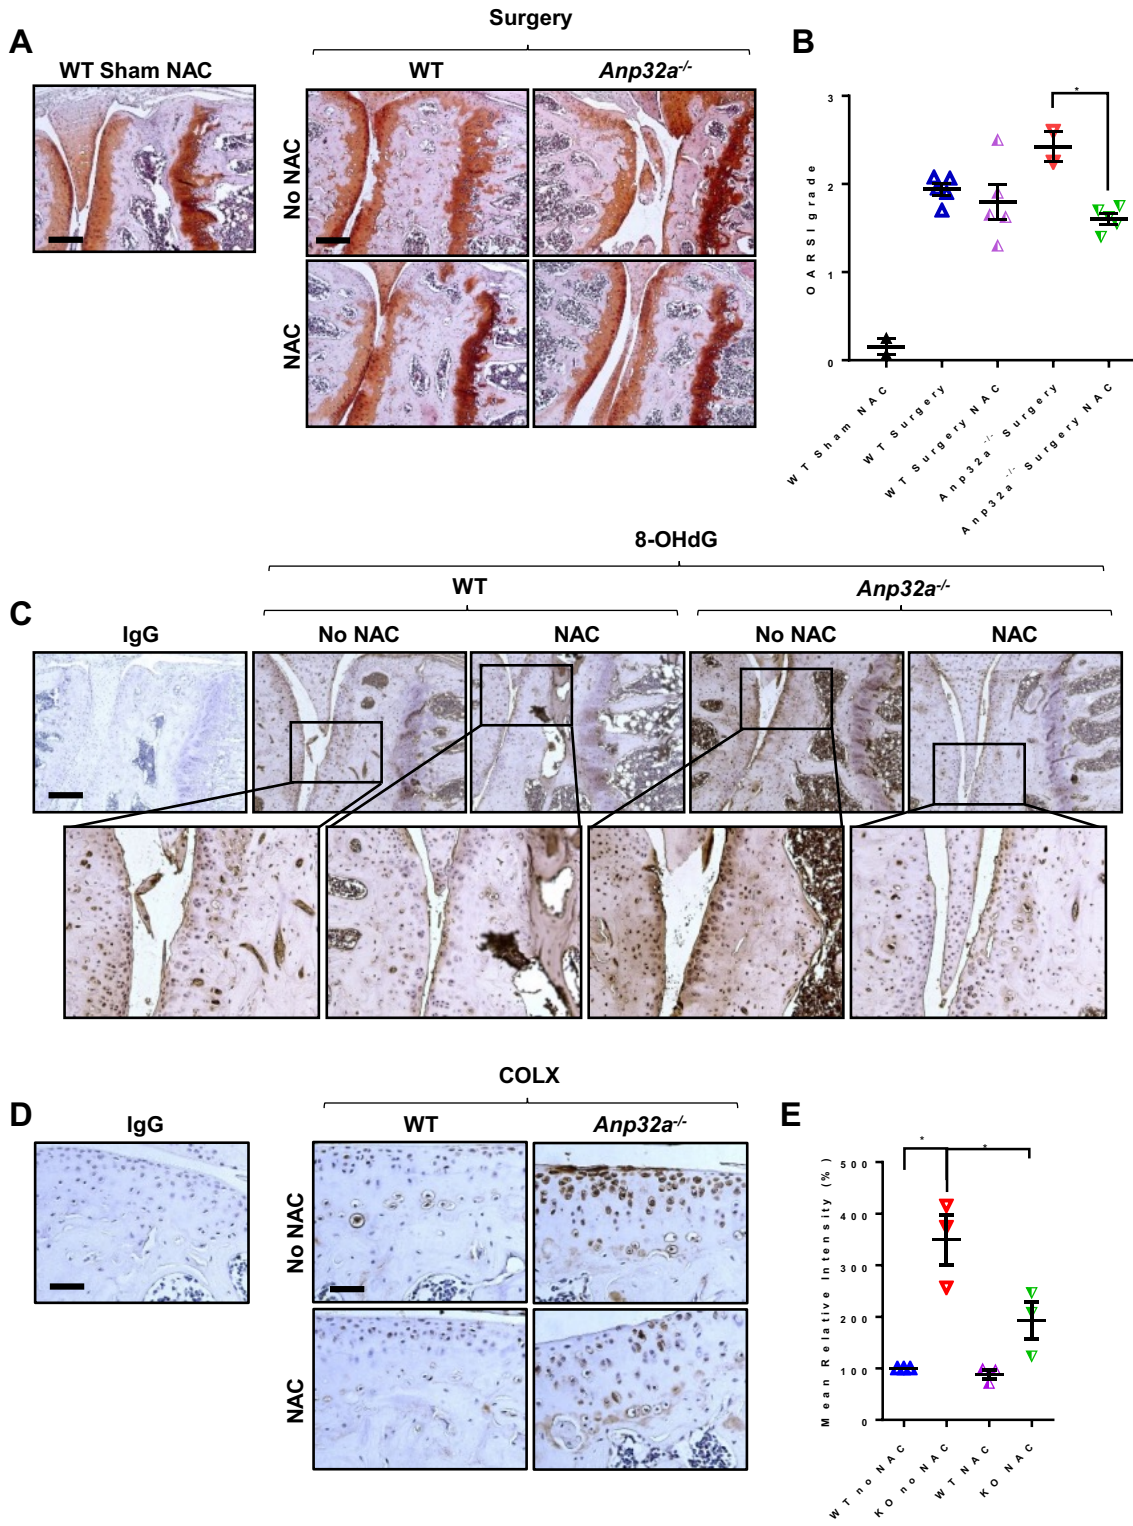 Surgery
A
B
WT Sham NAC
WT
Anp32a-/-
No NAC
NAC
OARSI grade
3
2
1
0
*
WT Sham NAC
WT Surgery
WT Surgery NAC
Anp32a-/- Surgery
Anp32a-/- Surgery NAC
8-OHdG
WT
Anp32a-/-
C
IgG
No NAC
NAC
No NAC
NAC
COLX
D
E
IgG
WT
Anp32a-/-
No NAC
NAC
Mean Relative Intensity (%)
500
400
300
200
100
0
*
*
WT no NAC
KO no NAC
WT NAC
KO NAC